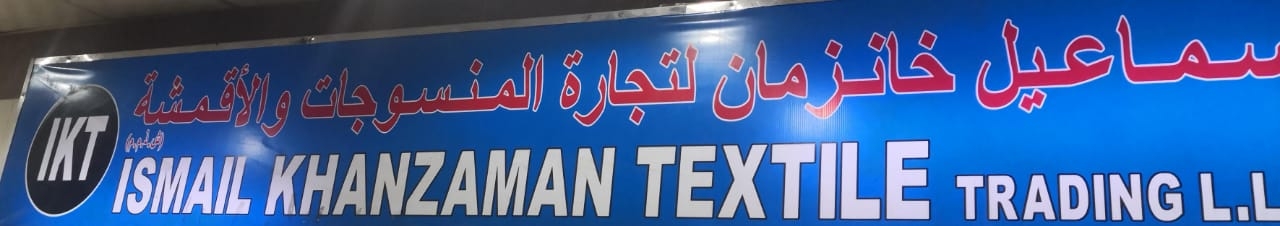 سماعيل خانزمان لتجارة المنسوجات والأقمشة
(ش.ذ.م.م)
IKT
ISMAIL KHANZAMAN TEXTILE TRADING L.L